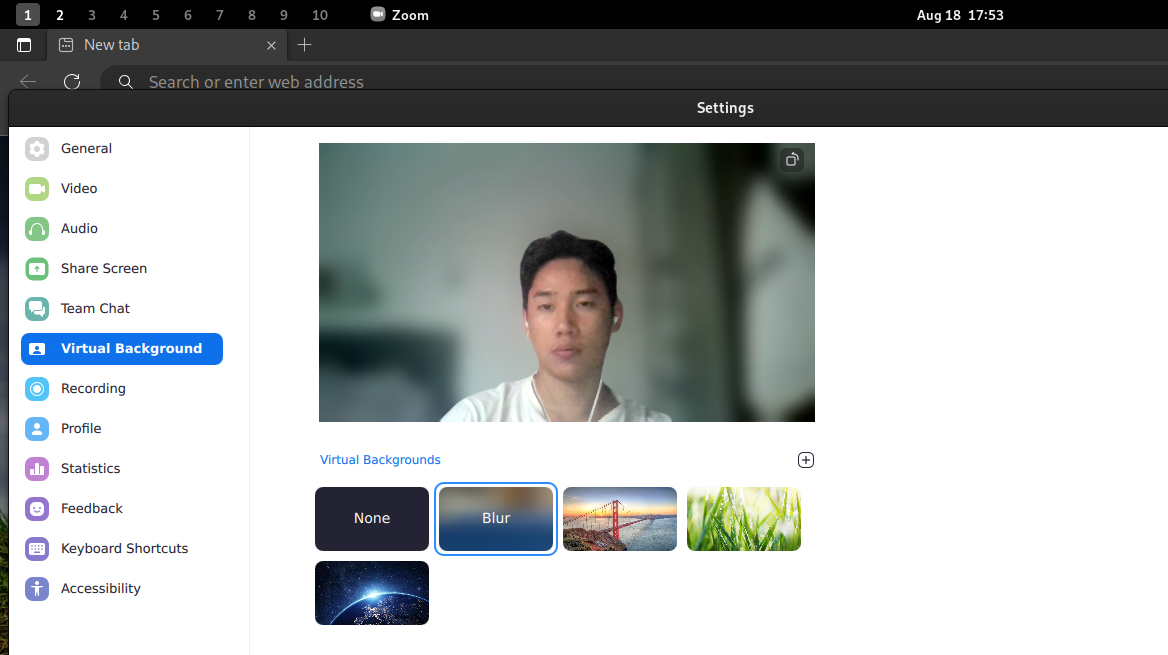 1 2 3 4 5 6 7 8 9 10 Zoom Aug 18 17:53
New tab
Search or enter web address
Settings
General
Video
Audio
Share Screen
Team Chat
Virtual Background
Recording
Profile
Statistics
Feedback
Keyboard Shortcuts
Accessibility
Virtual Backgrounds
None Blur